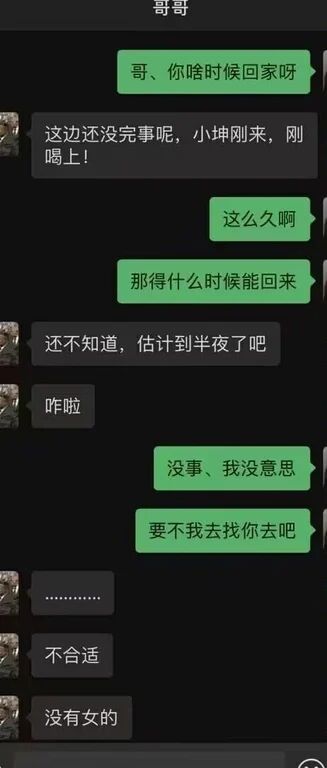 哥哥
哥、你啥时候回家呀
这边还没完事呢，小坤刚来，刚
喝上！
这么久啊
那得什么时候能回来
还不知道，估计到半夜了吧
咋啦
没事、我没意思
要不我去找你去吧
…………
不合适
没有女的